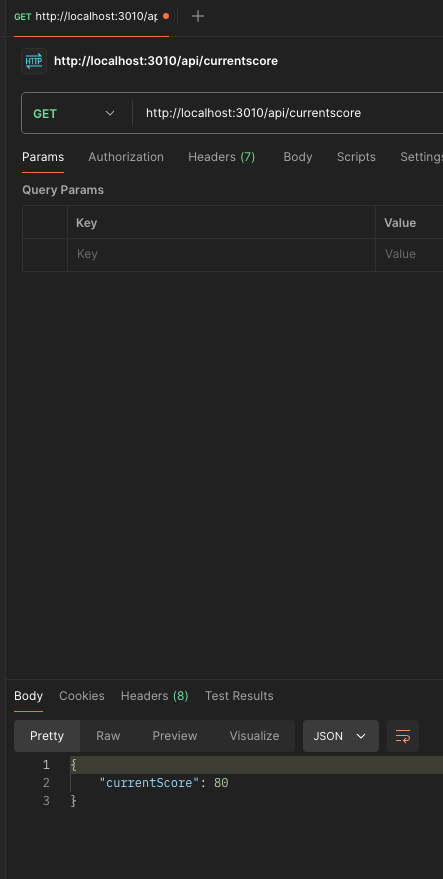 GET http://localhost:3010/ap
HTTP http://localhost:3010/api/currentscore
GET http://localhost:3010/api/currentscore
Params Authorization Headers (7) Body Scripts Settings
Query Params
Key Value
Key Value
Body Cookies Headers (8) Test Results
Pretty Raw Preview Visualize JSON
1 {
2 "currentScore": 80
3 }